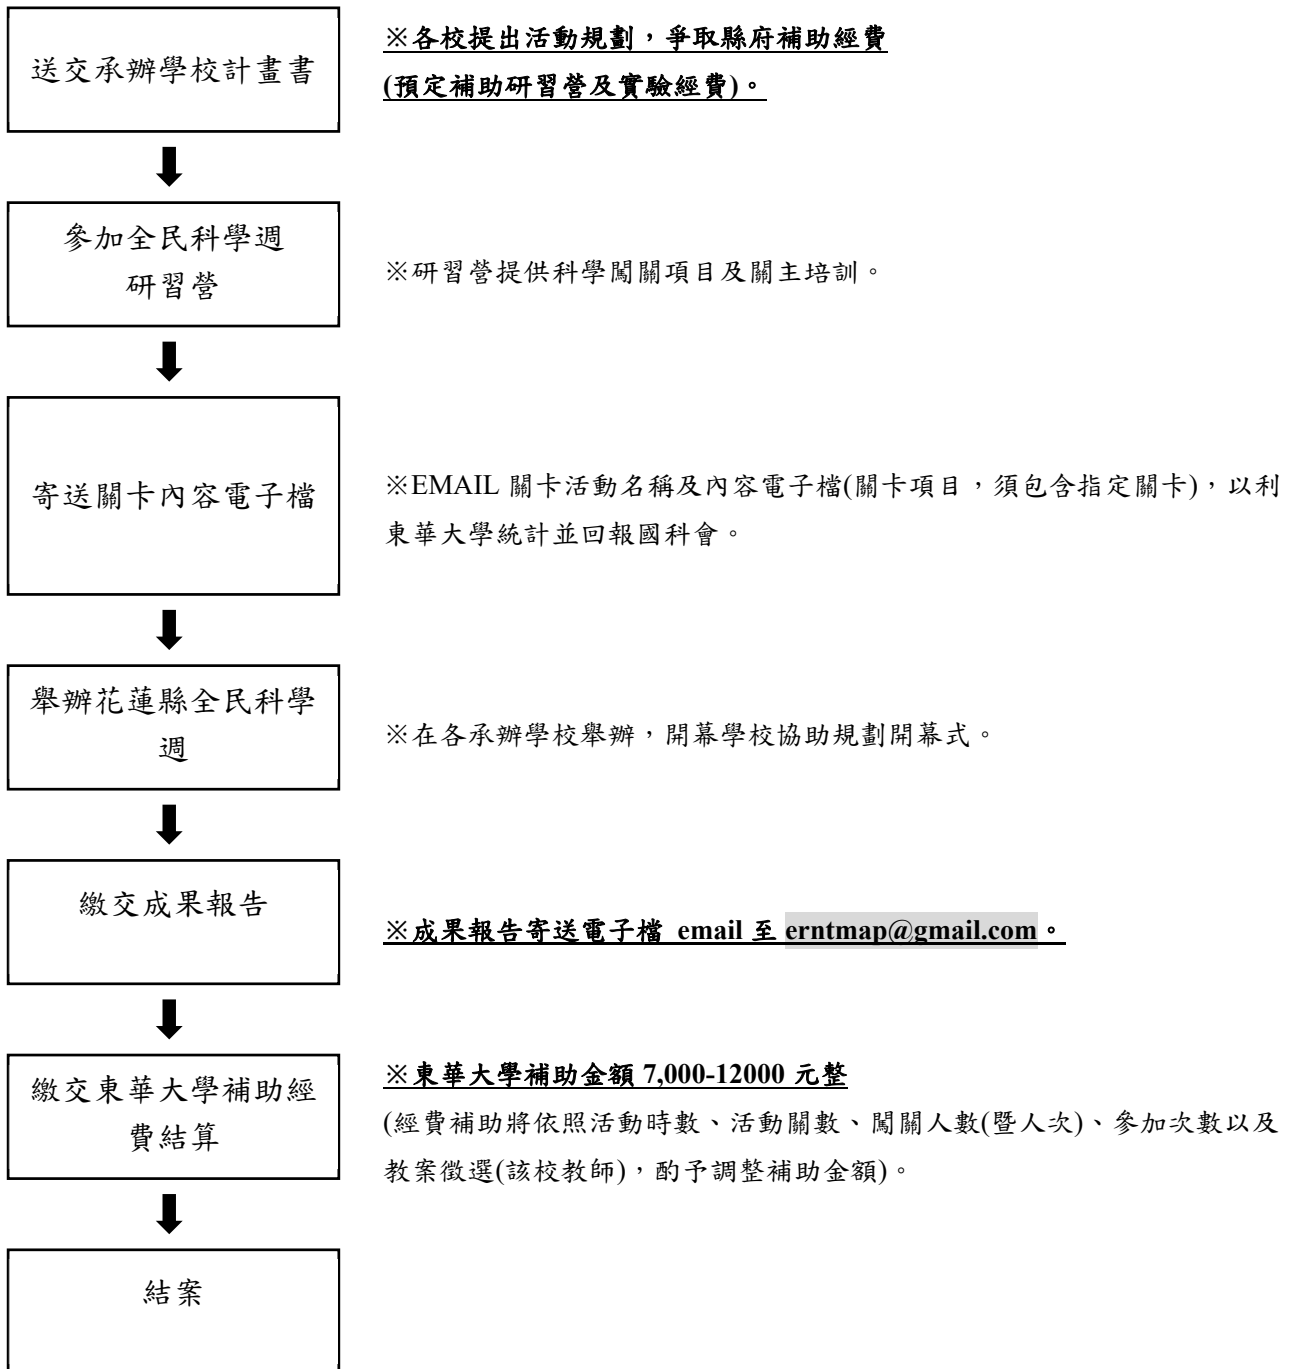 送交承辦學校計畫書
※各校提出活動規劃，爭取縣府補助經費
(預定補助研習營及實驗經費)。
參加全民科學週
研習營
※研習營提供科學闖關項目及關主培訓。
寄送關卡內容電子檔
※EMAIL 關卡活動名稱及內容電子檔(關卡項目，須包含指定關卡)，以利
東華大學統計並回報國科會。
舉辦花蓮縣全民科學
週
※在各承辦學校舉辦，開幕學校協助規劃開幕式。
繳交成果報告
※成果報告寄送電子檔 email 至 erntmap@gmail.com。
繳交東華大學補助經
費結算
※東華大學補助金額 7,000-12000 元整
(經費補助將依照活動時數、活動關數、闖關人數(暨人次)、參加次數以及
教案徵選(該校教師)，酌予調整補助金額)。
結案